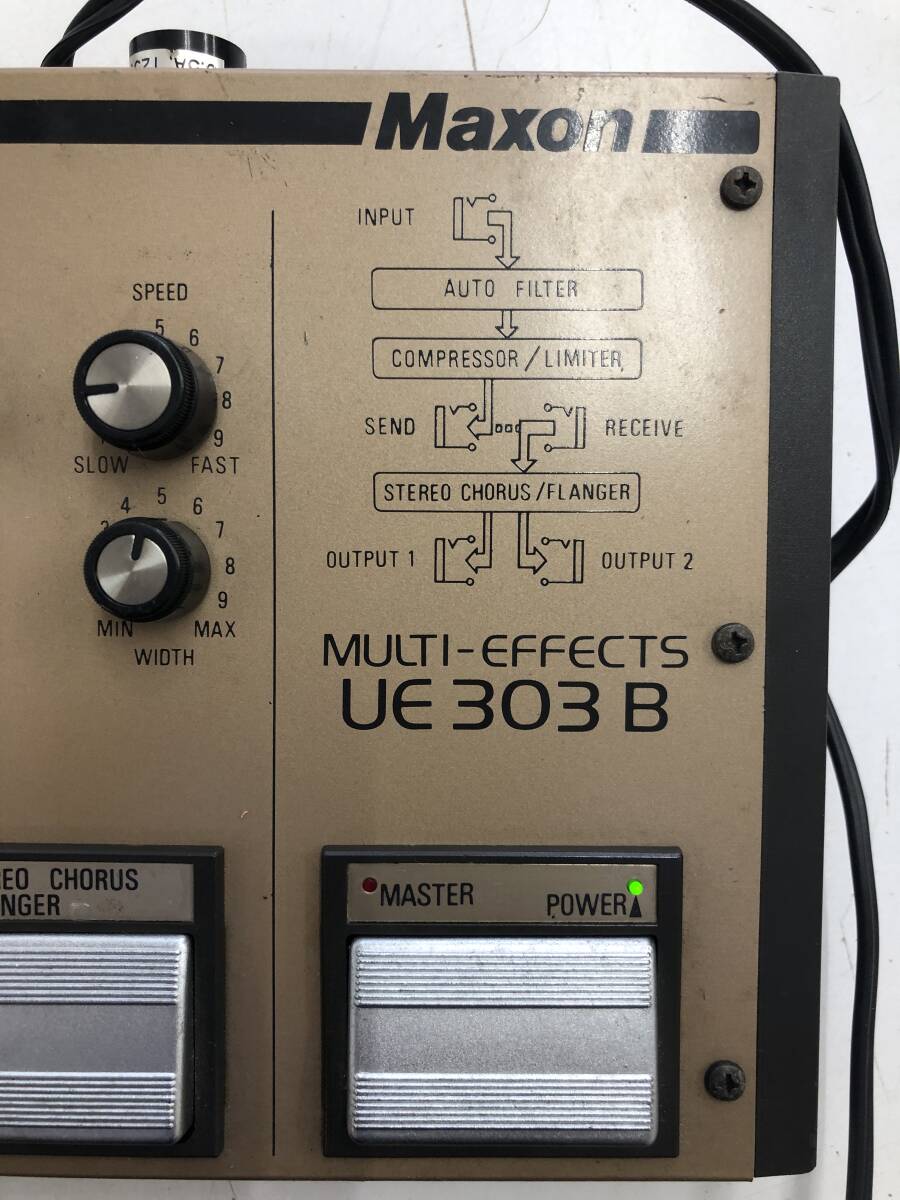 Maxon
INPUT
AUTO FILTER
COMPRESSOR/LIMITER
SEND RECEIVE
STEREO CHORUS/FLANGER
OUTPUT 1 OUTPUT 2
MULTI-EFFECTS
UE 303 B
SPEED
5 6 7 8 9
SLOW FAST
3 4 5 6 7 8 9
MIN MAX
WIDTH
EO CHORUS
NGER
MASTER POWER